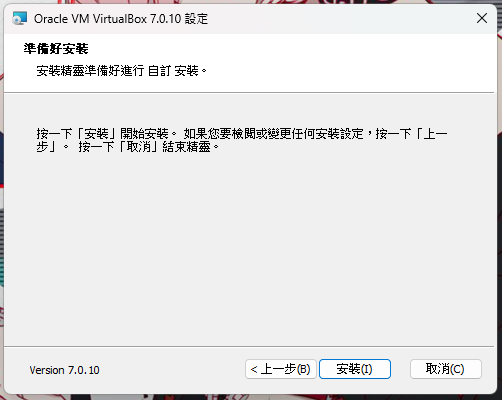 Oracle VM VirtualBox 7.0.10 設定
準備好安裝
安裝精靈準備好進行 自訂 安裝。
按一下「安裝」開始安裝。 如果您要檢閱或變更任何安裝設定，按一下「上一
步」。 按一下「取消」結束精靈。
Version 7.0.10
< 上一步(B)
安裝(I)
取消(C)